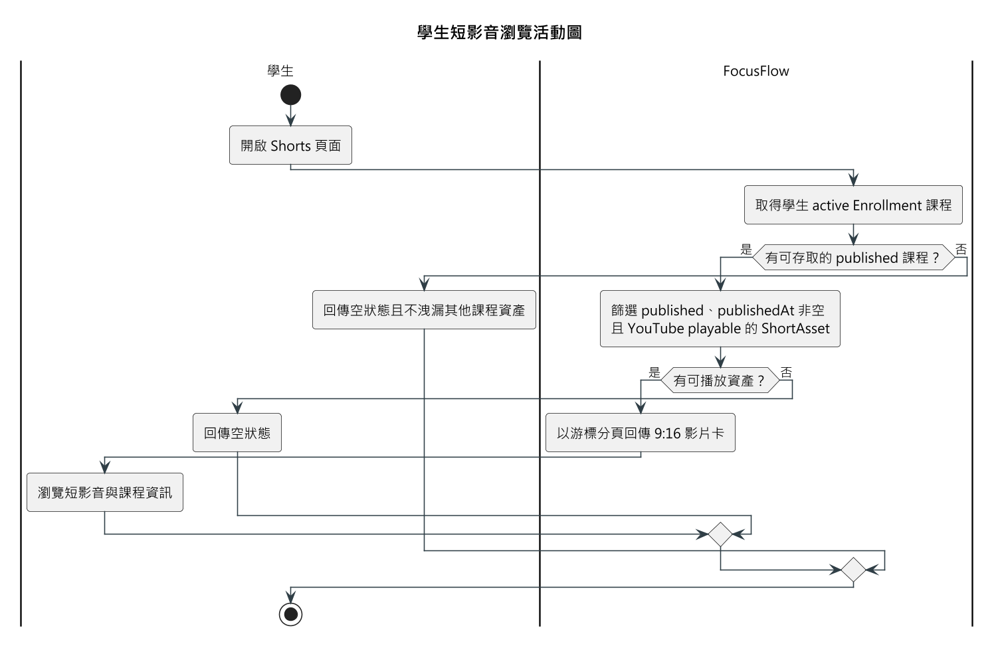 學生短影音瀏覽活動圖
學生
FocusFlow
開啟 Shorts 頁面
取得學生 active Enrollment 課程
是
有可存取的 published 課程？
否
回傳空狀態且不洩漏其他課程資產
篩選 published、publishedAt 非空
且 YouTube playable 的 ShortAsset
是
有可播放資產？
否
回傳空狀態
以游標分頁回傳 9:16 影片卡
瀏覽短影音與課程資訊